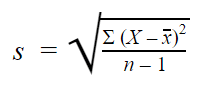 s = √(Σ (X – x̄)² / (n – 1))